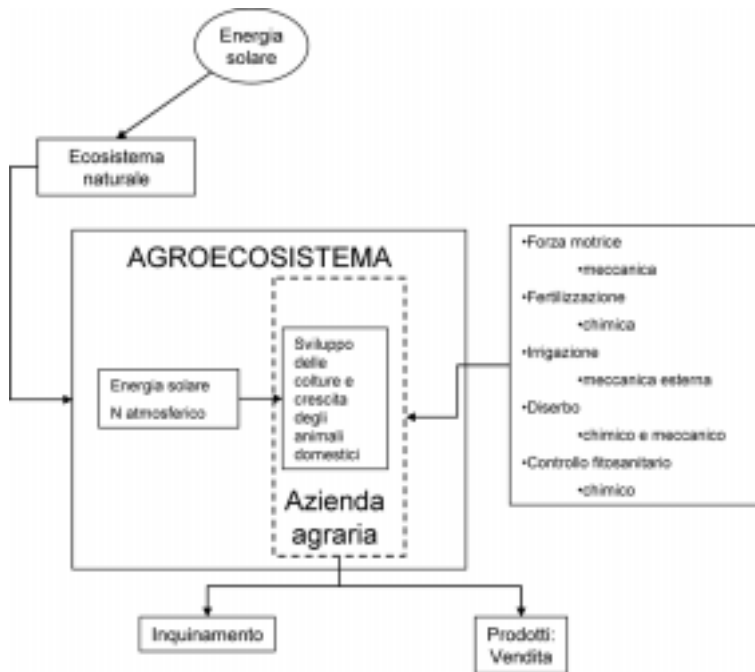 Energia
solare
Ecosistema
naturale
AGROECOSISTEMA
Energia solare
N atmosferico
Sviluppo
delle
colture e
crescita
degli
animali
domestici
Azienda
agraria
•Forza motrice
•meccanica
•Fertilizzazione
•chimica
•Irrigazione
•meccanica esterna
•Diserbo
•chimico e meccanico
•Controllo fitosanitario
•chimico
Inquinamento
Prodotti:
Vendita